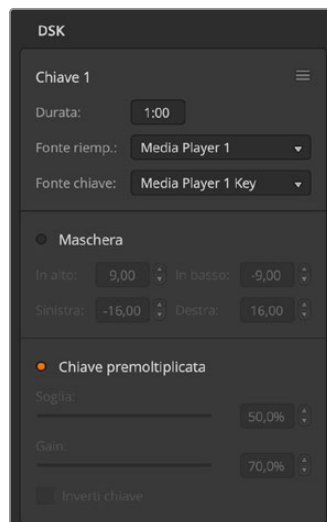 DSK
Chiave 1
Durata: 1:00
Fonte riemp.: Media Player 1
Fonte chiave: Media Player 1 Key
Maschera
In alto: 9,00 In basso: -9,00
Sinistra: -16,00 Destra: 16,00
Chiave premoltiplicata
Soglia:
50,0%
Gain:
70,0%
Inverti chiave